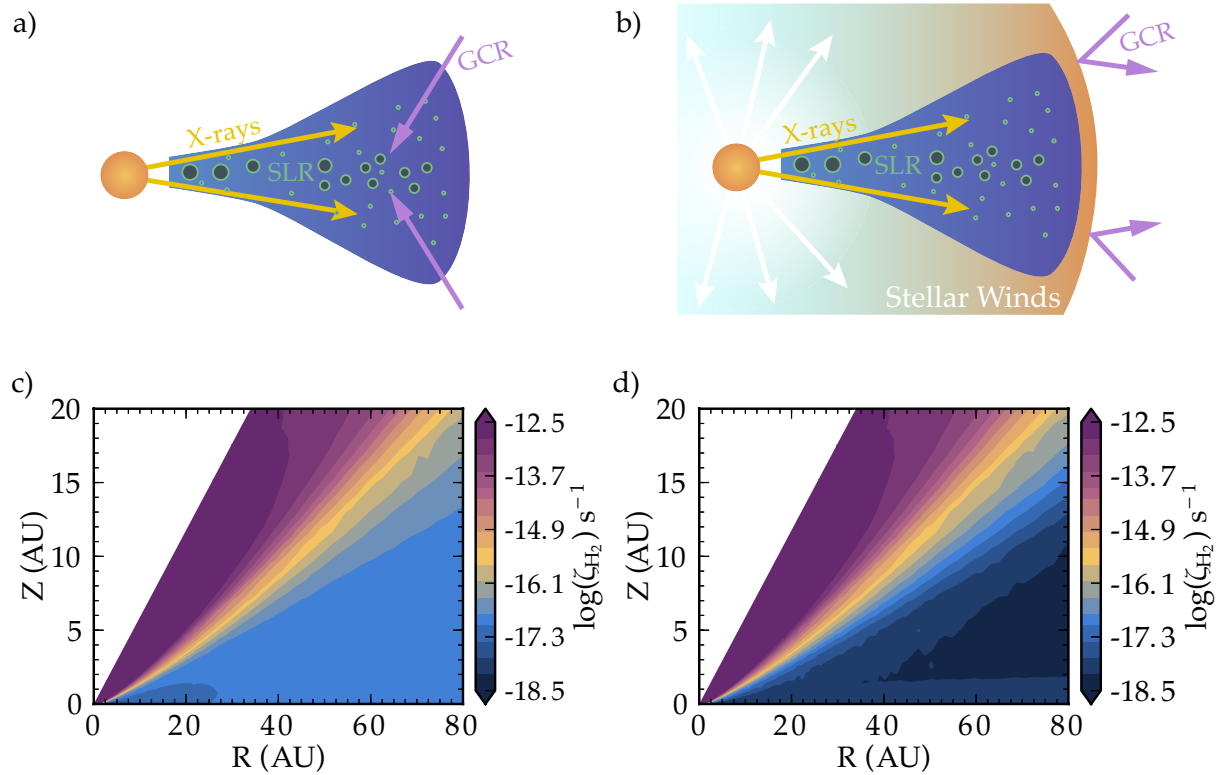 a)
GCR
X-rays
SLR
b)
GCR
X-rays
SLR
Stellar Winds
c)
20
15
10
5
0
Z (AU)
0 20 40 60 80
R (AU)
-12.5
-13.7
-14.9
-16.1
-17.3
-18.5
log(ζ_H₂) s⁻¹
d)
20
15
10
5
0
Z (AU)
0 20 40 60 80
R (AU)
-12.5
-13.7
-14.9
-16.1
-17.3
-18.5
log(ζ_H₂) s⁻¹